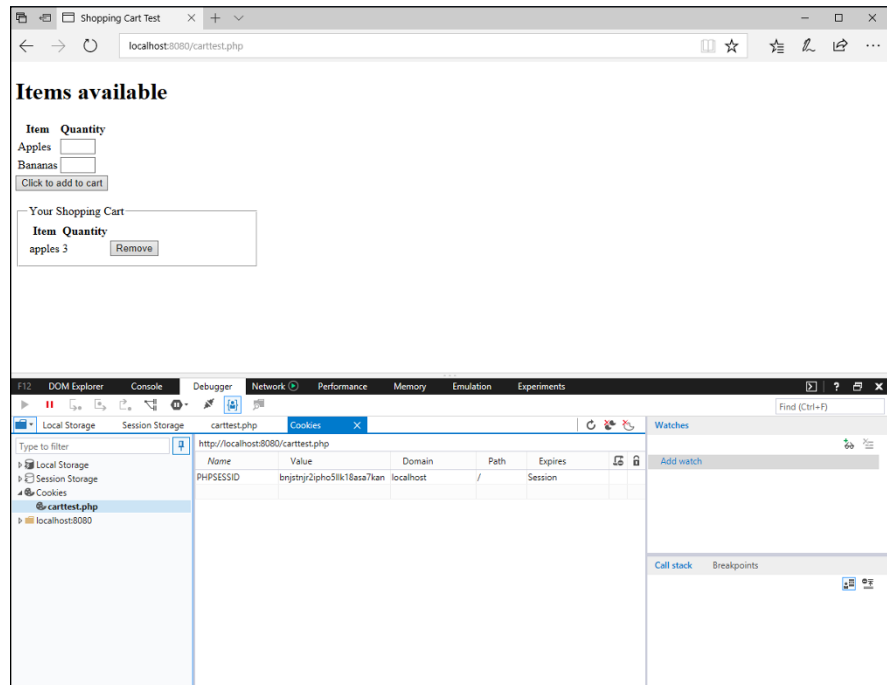 Shopping Cart Test
localhost:8080/carttest.php
Items available
Item Quantity
Apples
Bananas
Click to add to cart
Your Shopping Cart
Item Quantity
apples 3 Remove
F12 DOM Explorer Console Debugger Network Performance Memory Emulation Experiments ?
Find (Ctrl+F)
Local Storage Session Storage carttest.php Cookies Watches
Type to filter http://localhost:8080/carttest.php
Name Value Domain Path Expires
Local Storage PHPSESSID bnjstnjr2ipho5llk18asa7kan localhost / Session Add watch
Session Storage
Cookies
carttest.php
localhost:8080
Call stack Breakpoints